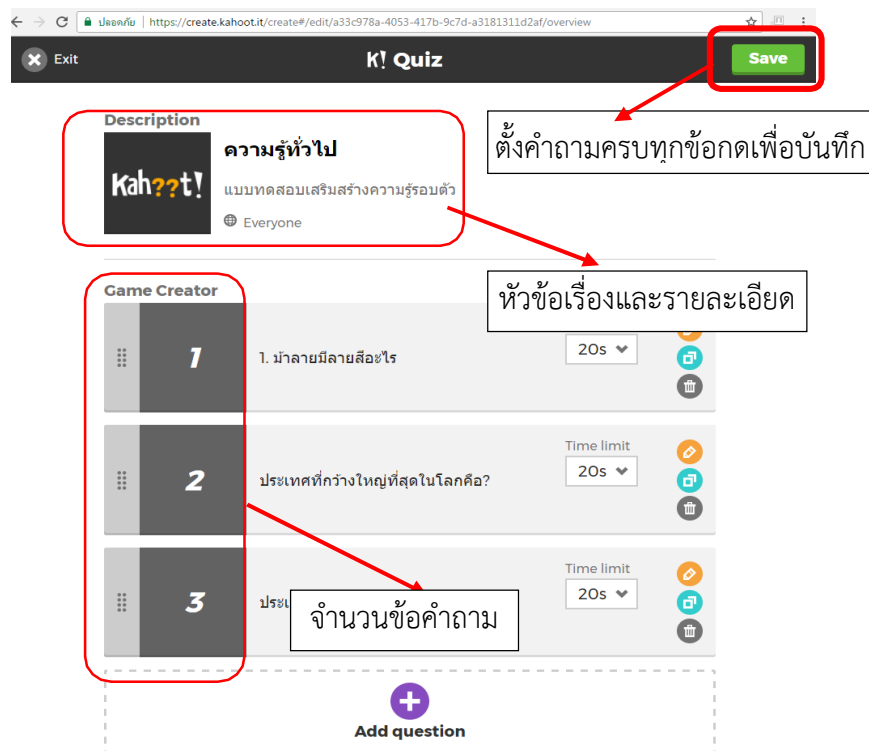 ปลอดภัย | https://create.kahoot.it/create#/edit/a33c978a-4053-417b-9c7d-a3181311d2af/overview
Exit
K! Quiz
Save
Description
Kah??t!
ความรู้ทั่วไป
แบบทดสอบเสริมสร้างความรู้รอบตัว
Everyone
ตั้งคำถามครบทุกข้อกดเพื่อบันทึก
หัวข้อเรื่องและรายละเอียด
Game Creator
1
1. ม้าลายมีลายสีอะไร
20s
2
ประเทศที่กว้างใหญ่ที่สุดในโลกคือ?
Time limit
20s
3
Time limit
20s
จำนวนข้อคำถาม
Add question